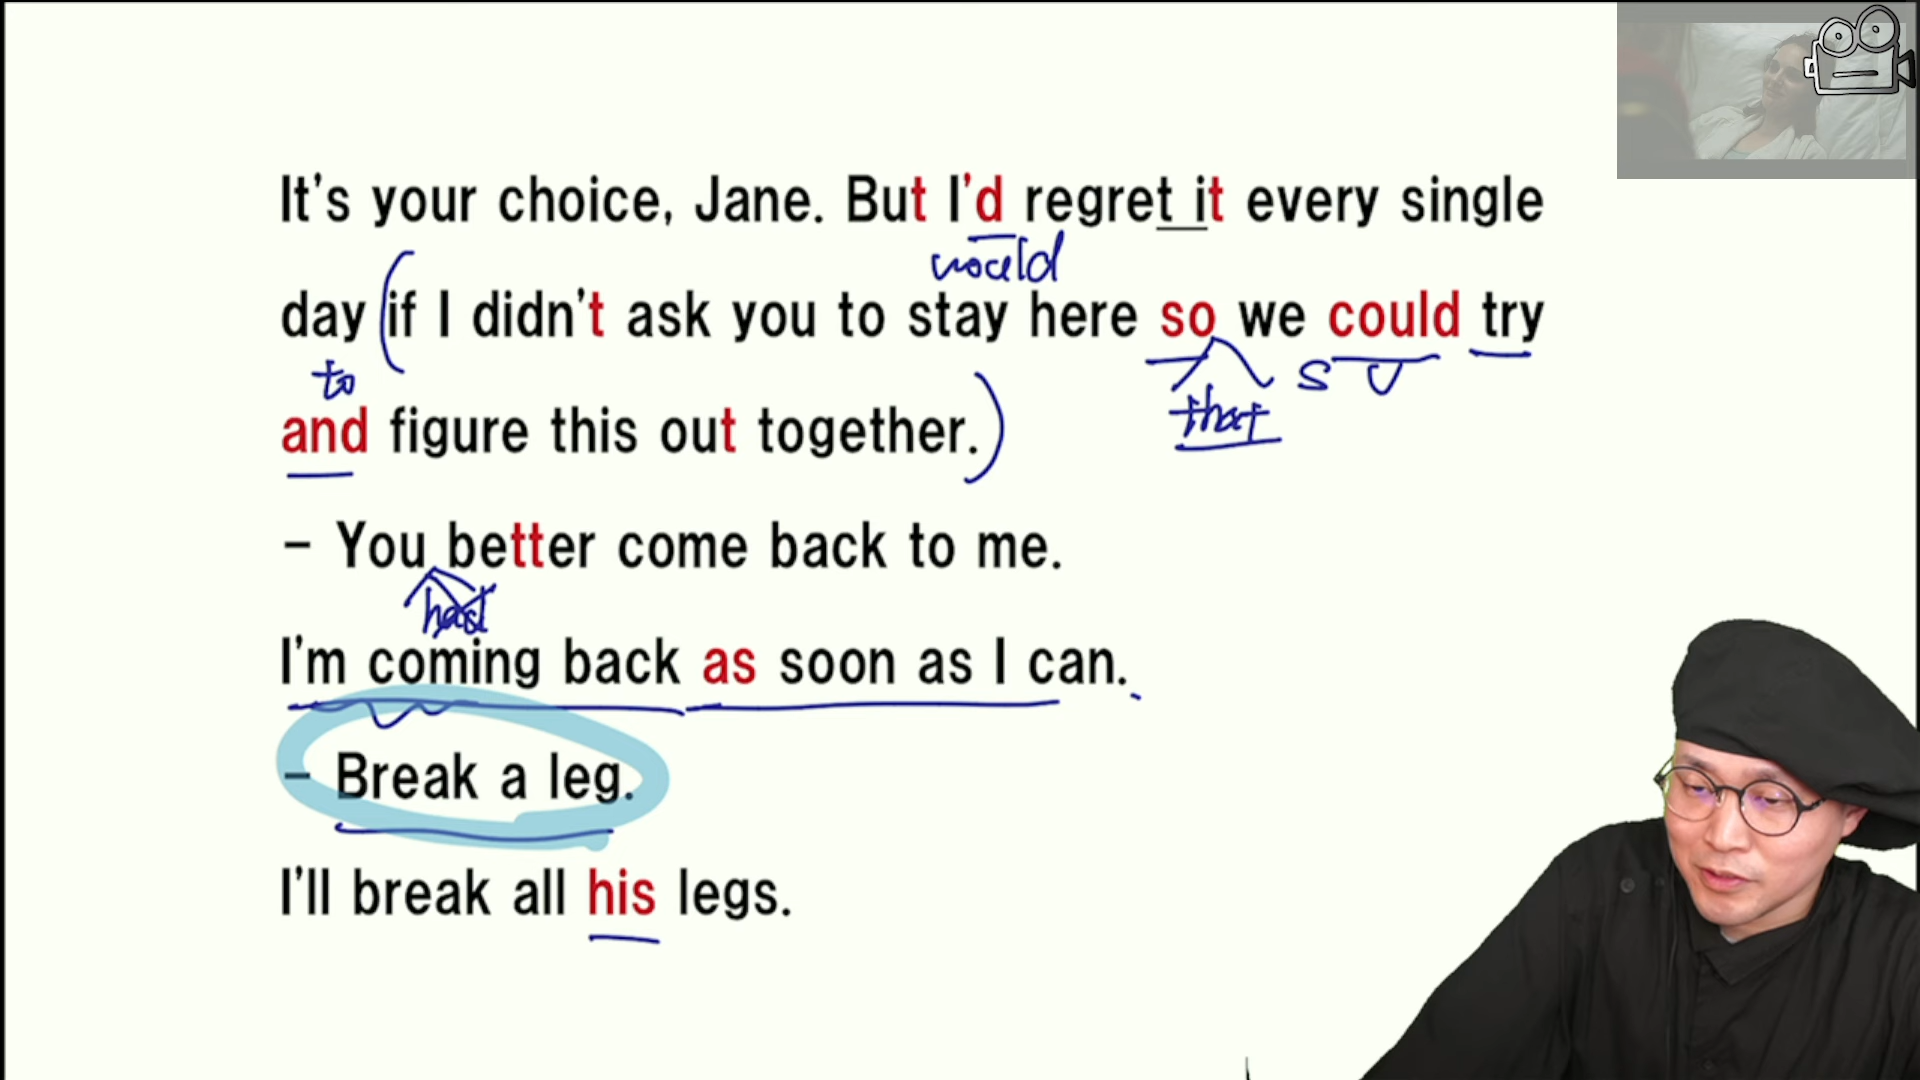 It's your choice, Jane. But I'd regret it every single
would
day (if I didn't ask you to stay here so we could try
to
that
S V
and figure this out together.)
- You better come back to me.
had
I'm coming back as soon as I can.
- Break a leg.
I'll break all his legs.